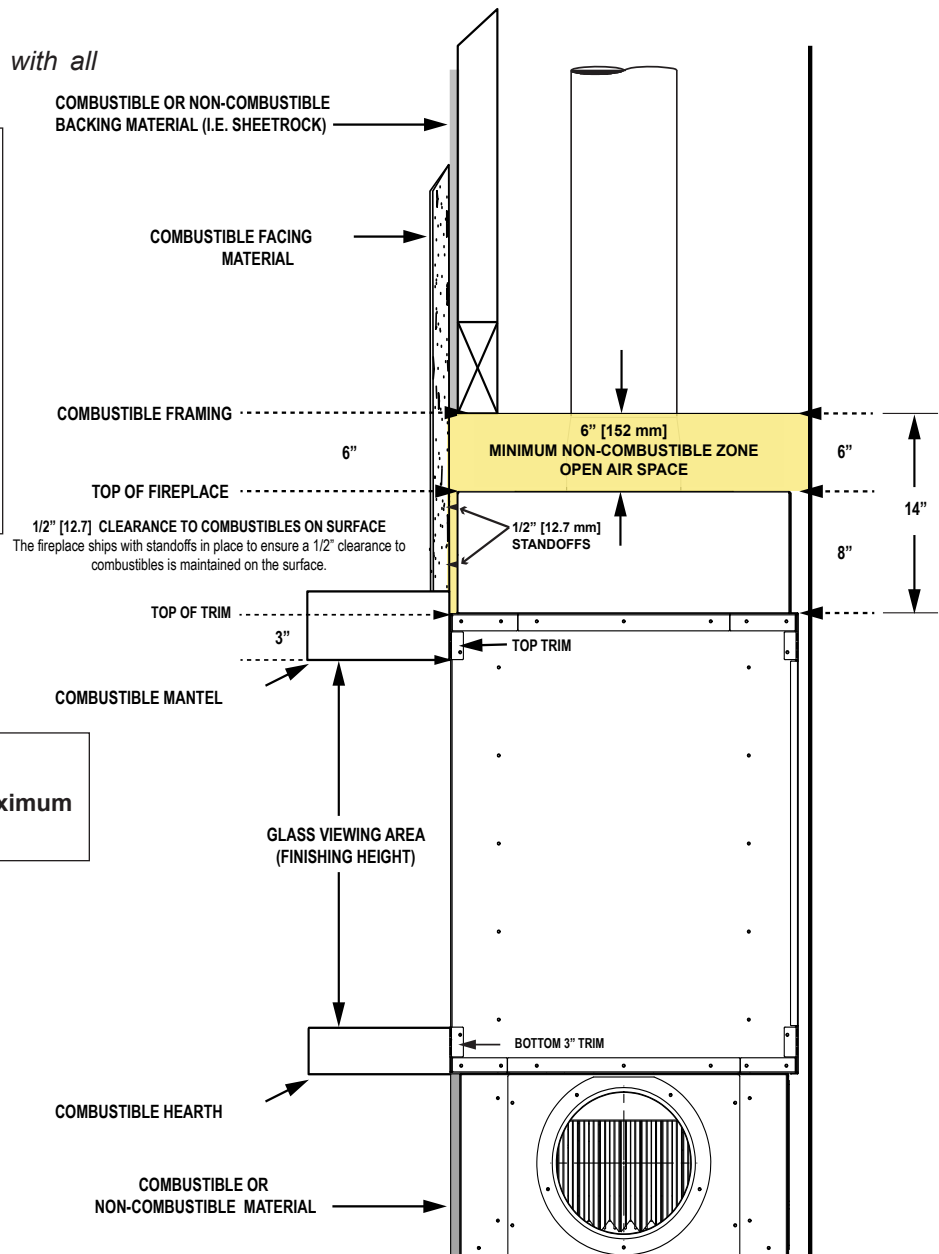 with all
COMBUSTIBLE OR NON-COMBUSTIBLE
BACKING MATERIAL (I.E. SHEETROCK)
COMBUSTIBLE FACING
MATERIAL
COMBUSTIBLE FRAMING
6”
6” [152 mm]
MINIMUM NON-COMBUSTIBLE ZONE
OPEN AIR SPACE
6”
14”
TOP OF FIREPLACE
1/2” [12.7] CLEARANCE TO COMBUSTIBLES ON SURFACE
The fireplace ships with standoffs in place to ensure a 1/2” clearance to
combustibles is maintained on the surface.
1/2” [12.7 mm]
STANDOFFS
8”
TOP OF TRIM
3”
TOP TRIM
COMBUSTIBLE MANTEL
ximum
GLASS VIEWING AREA
(FINISHING HEIGHT)
BOTTOM 3” TRIM
COMBUSTIBLE HEARTH
COMBUSTIBLE OR
NON-COMBUSTIBLE MATERIAL